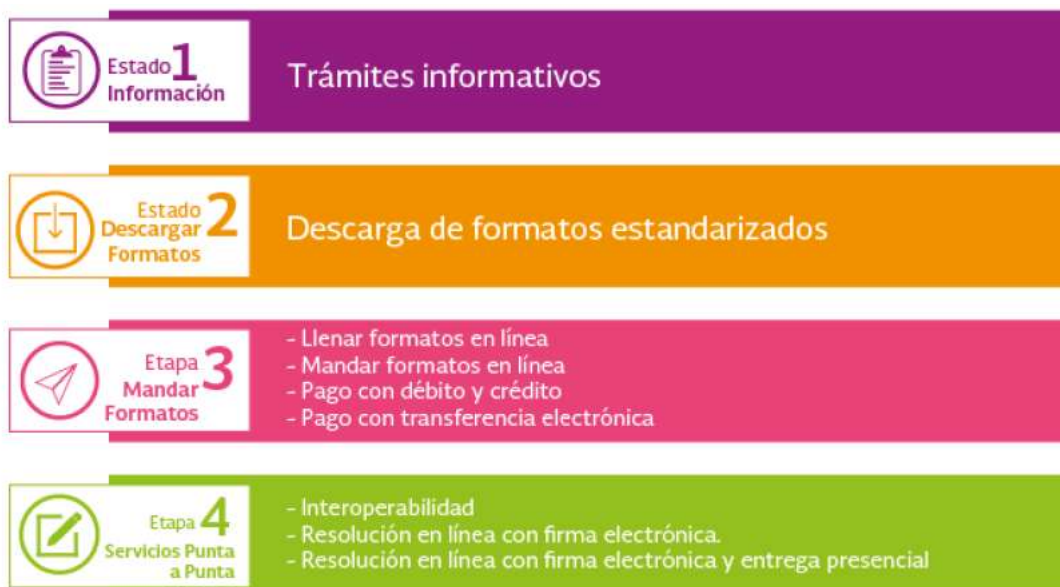 Estado 1
Información
Trámites informativos
Estado 2
Descargar
Formatos
Descarga de formatos estandarizados
Etapa 3
Mandar
Formatos
- Llenar formatos en línea
- Mandar formatos en línea
- Pago con débito y crédito
- Pago con transferencia electrónica
Etapa 4
Servicios Punta
a Punta
- Interoperabilidad
- Resolución en línea con firma electrónica.
- Resolución en línea con firma electrónica y entrega presencial